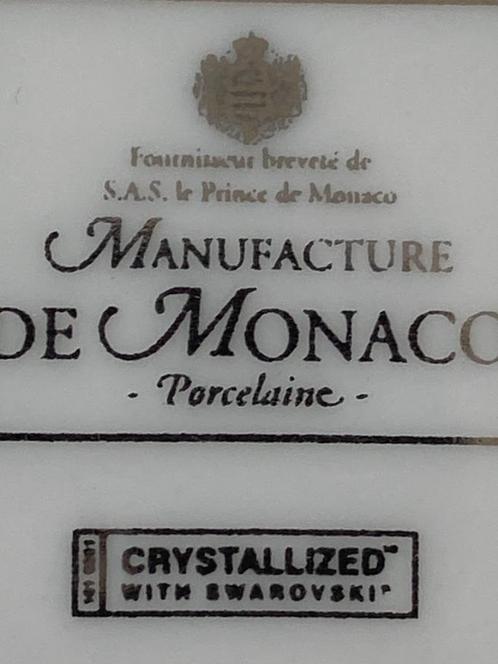 Fournisseur breveté de
S.A.S. le Prince de Monaco
MANUFACTURE
DE MONACO
- Porcelaine -
CRYSTALLIZED™
WITH SWAROVSKI®